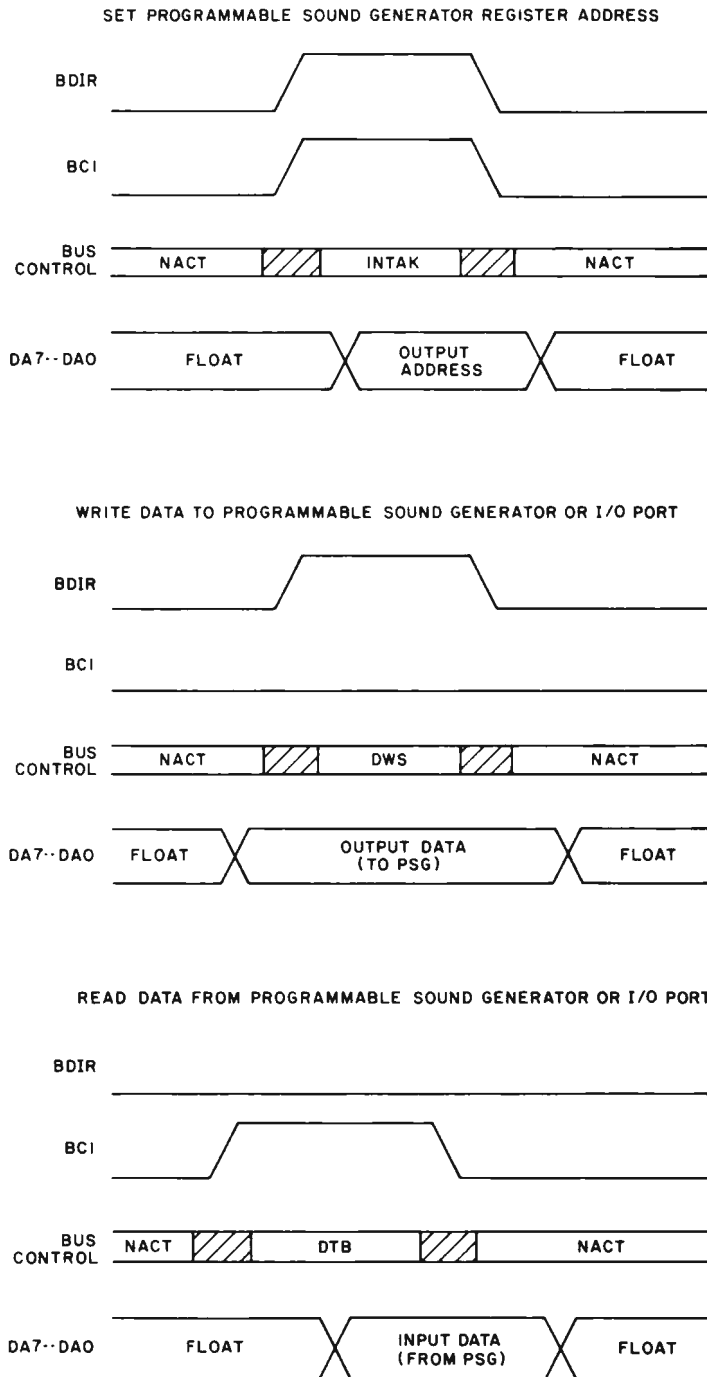 SET PROGRAMMABLE SOUND GENERATOR REGISTER ADDRESS
BDIR
BC1
BUS
CONTROL
NACT
INTAK
NACT
DA7--DA0
FLOAT
OUTPUT
ADDRESS
FLOAT
WRITE DATA TO PROGRAMMABLE SOUND GENERATOR OR I/O PORT
BDIR
BC1
BUS
CONTROL
NACT
DWS
NACT
DA7--DA0
FLOAT
OUTPUT DATA
(TO PSG)
FLOAT
READ DATA FROM PROGRAMMABLE SOUND GENERATOR OR I/O PORT
BDIR
BC1
BUS
CONTROL
NACT
DTB
NACT
DA7--DA0
FLOAT
INPUT DATA
(FROM PSG)
FLOAT